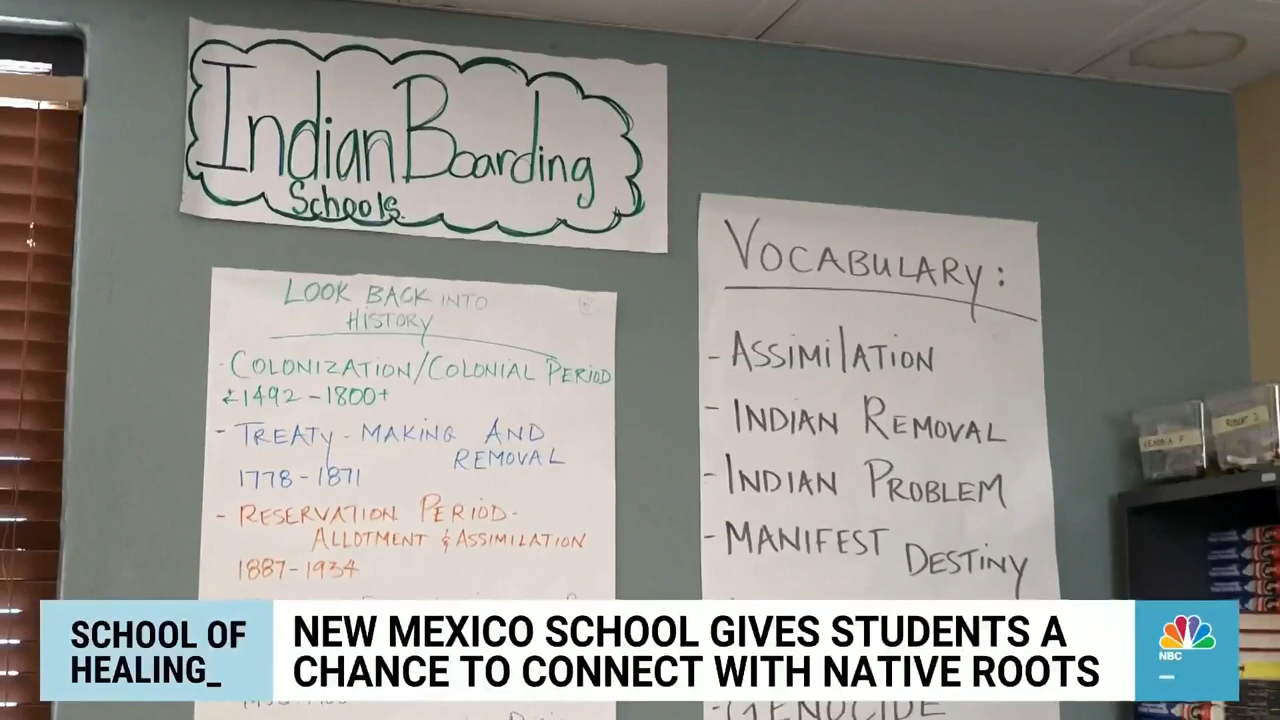 Indian Boarding
Schools
LOOK BACK INTO
HISTORY
- COLONIZATION/COLONIAL PERIOD
1492 - 1800+
- TREATY-MAKING AND
REMOVAL
1778-1871
- RESERVATION PERIOD-
ALLOTMENT & ASSIMILATION
1887-1934
VOCABULARY:
- ASSIMILATION
- INDIAN REMOVAL
- INDIAN PROBLEM
- MANIFEST DESTINY
- GENOCIDE
ROBERT
SCHOOL OF
HEALING_
NEW MEXICO SCHOOL GIVES STUDENTS A
CHANCE TO CONNECT WITH NATIVE ROOTS
NBC